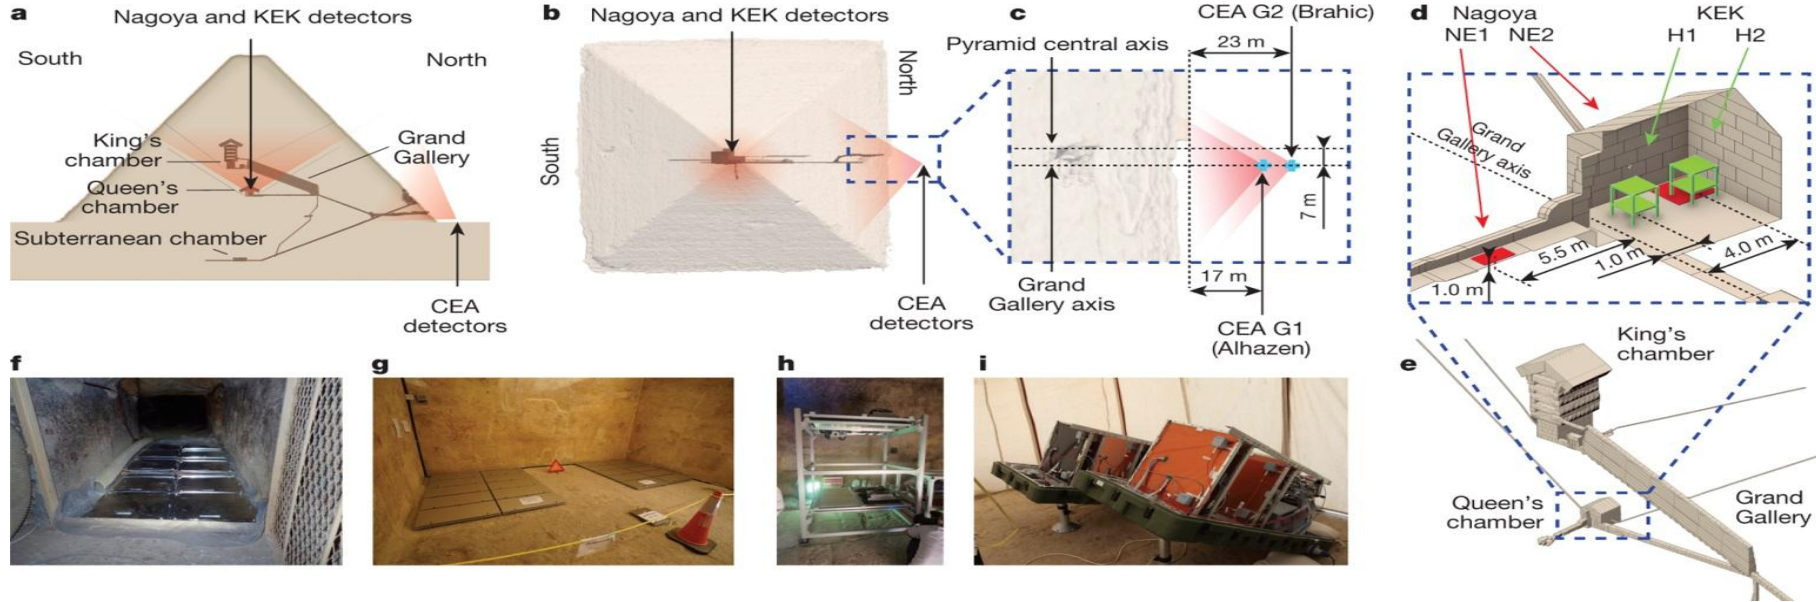 a
Nagoya and KEK detectors
South
North
King's
chamber
Grand
Gallery
Queen's
chamber
Subterranean chamber
CEA
detectors
b
Nagoya and KEK detectors
South
North
CEA
detectors
c
CEA G2 (Brahic)
Pyramid central axis
23 m
7 m
17 m
Grand
Gallery axis
CEA G1
(Alhazen)
d
Nagoya
NE1 NE2
KEK
H1 H2
Grand
Gallery axis
5.5 m
1.0 m
4.0 m
1.0 m
e
King's
chamber
Queen's
chamber
Grand
Gallery
f
g
h
i